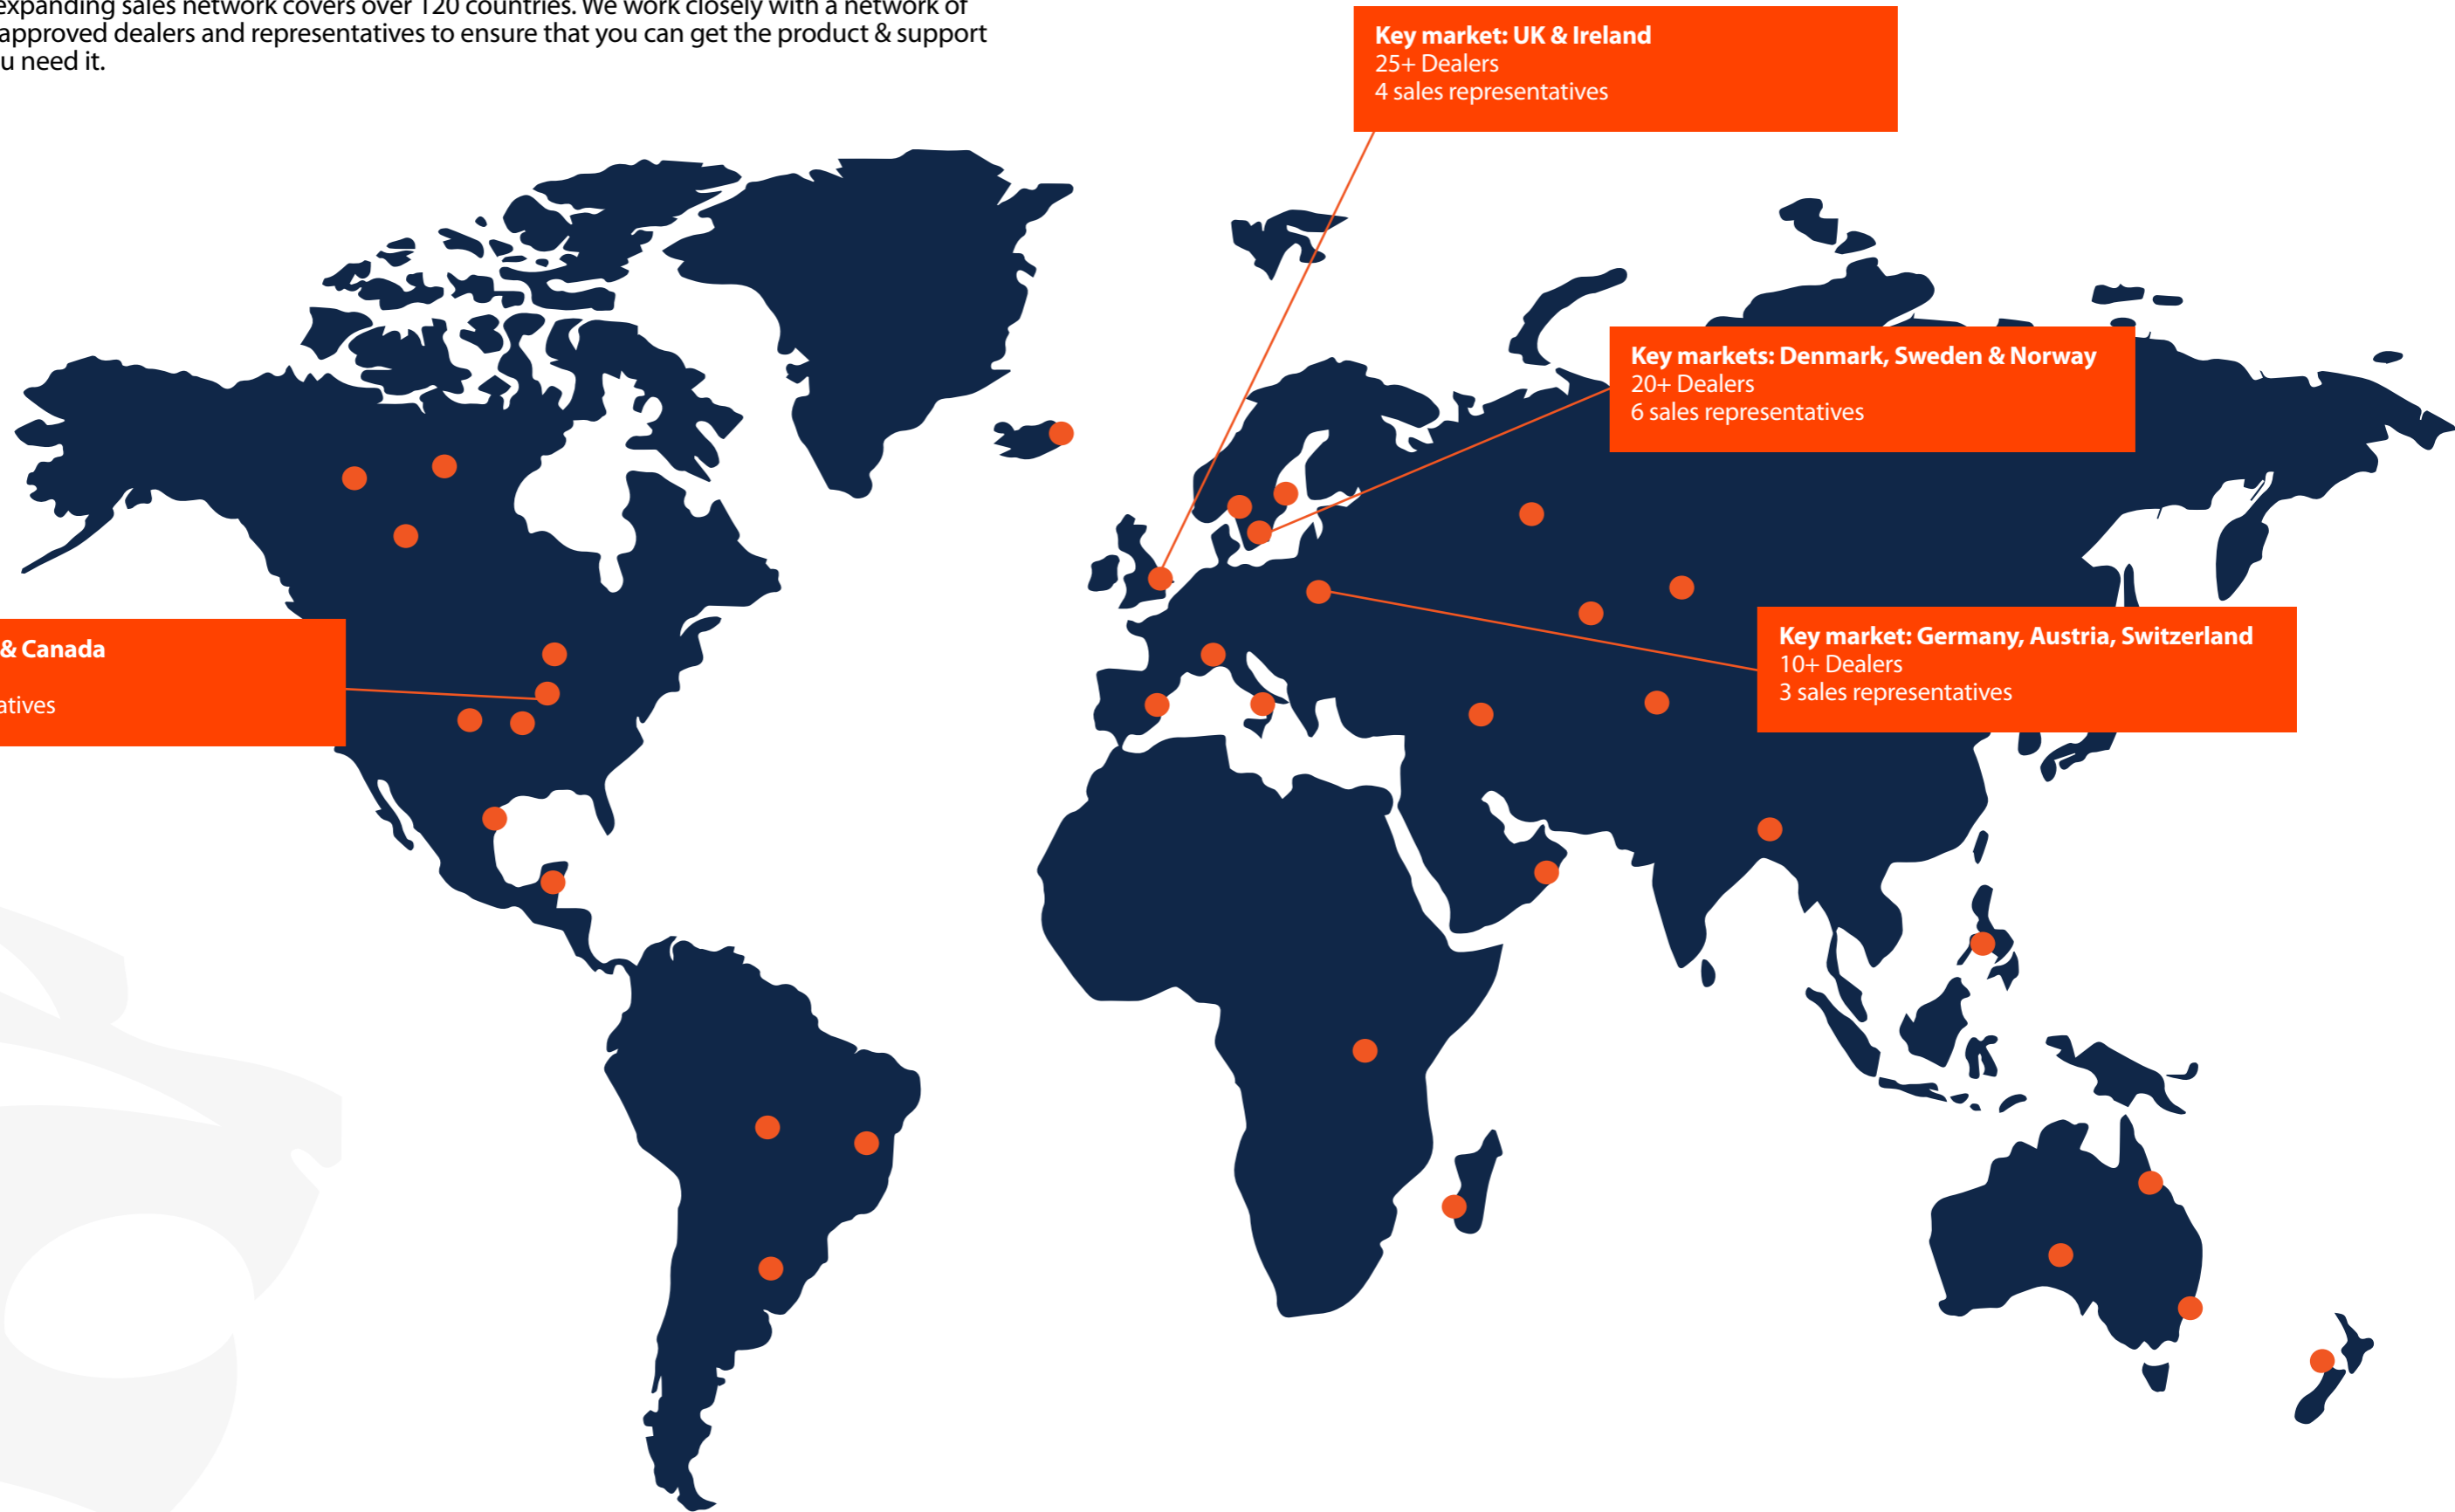 expanding sales network covers over 120 countries. We work closely with a network of
approved dealers and representatives to ensure that you can get the product & support
u need it.
Key market: UK & Ireland
25+ Dealers
4 sales representatives
Key markets: Denmark, Sweden & Norway
20+ Dealers
6 sales representatives
& Canada
atives
Key market: Germany, Austria, Switzerland
10+ Dealers
3 sales representatives